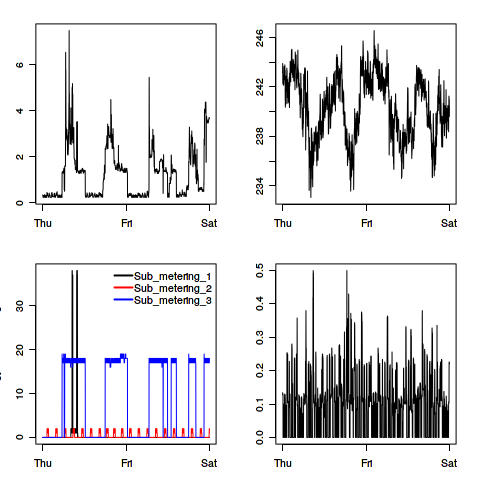 6
4
2
0
Thu Fri Sat
246
242
238
234
Thu Fri Sat
30
20
10
0
Sub_metering_1
Sub_metering_2
Sub_metering_3
Thu Fri Sat
0.5
0.4
0.3
0.2
0.1
0.0
Thu Fri Sat